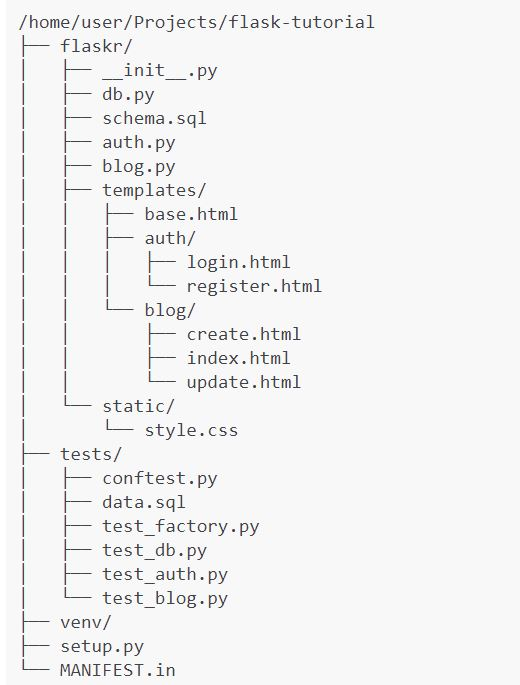 /home/user/Projects/flask-tutorial
├── flaskr/
│   ├── __init__.py
│   ├── db.py
│   ├── schema.sql
│   ├── auth.py
│   ├── blog.py
│   ├── templates/
│   │   ├── base.html
│   │   ├── auth/
│   │   │   ├── login.html
│   │   │   └── register.html
│   │   └── blog/
│   │       ├── create.html
│   │       ├── index.html
│   │       └── update.html
│   └── static/
│       └── style.css
├── tests/
│   ├── conftest.py
│   ├── data.sql
│   ├── test_factory.py
│   ├── test_db.py
│   ├── test_auth.py
│   └── test_blog.py
├── venv/
├── setup.py
└── MANIFEST.in